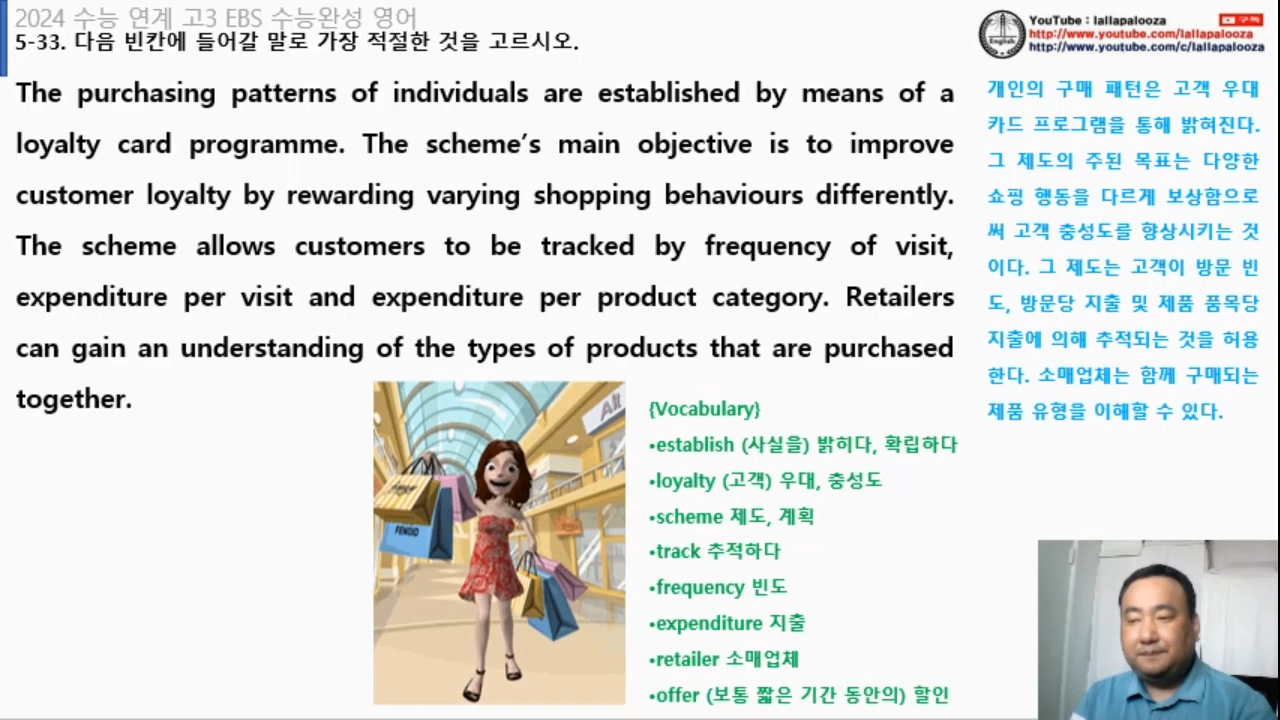 2024 수능 연계 고3 EBS 수능완성 영어
5-33. 다음 빈칸에 들어갈 말로 가장 적절한 것을 고르시오.
YouTube : lallapalooza
구독
http://www.youtube.com/lallapalooza
http://www.youtube.com/c/lallapalooza
English
The purchasing patterns of individuals are established by means of a
loyalty card programme. The scheme's main objective is to improve
customer loyalty by rewarding varying shopping behaviours differently.
The scheme allows customers to be tracked by frequency of visit,
expenditure per visit and expenditure per product category. Retailers
can gain an understanding of the types of products that are purchased
together.
개인의 구매 패턴은 고객 우대
카드 프로그램을 통해 밝혀진다.
그 제도의 주된 목표는 다양한
쇼핑 행동을 다르게 보상함으로
써 고객 충성도를 향상시키는 것
이다. 그 제도는 고객이 방문 빈
도, 방문당 지출 및 제품 품목당
지출에 의해 추적되는 것을 허용
한다. 소매업체는 함께 구매되는
제품 유형을 이해할 수 있다.
{Vocabulary}
•establish (사실을) 밝히다, 확립하다
•loyalty (고객) 우대, 충성도
•scheme 제도, 계획
•track 추적하다
•frequency 빈도
•expenditure 지출
•retailer 소매업체
•offer (보통 짧은 기간 동안의) 할인